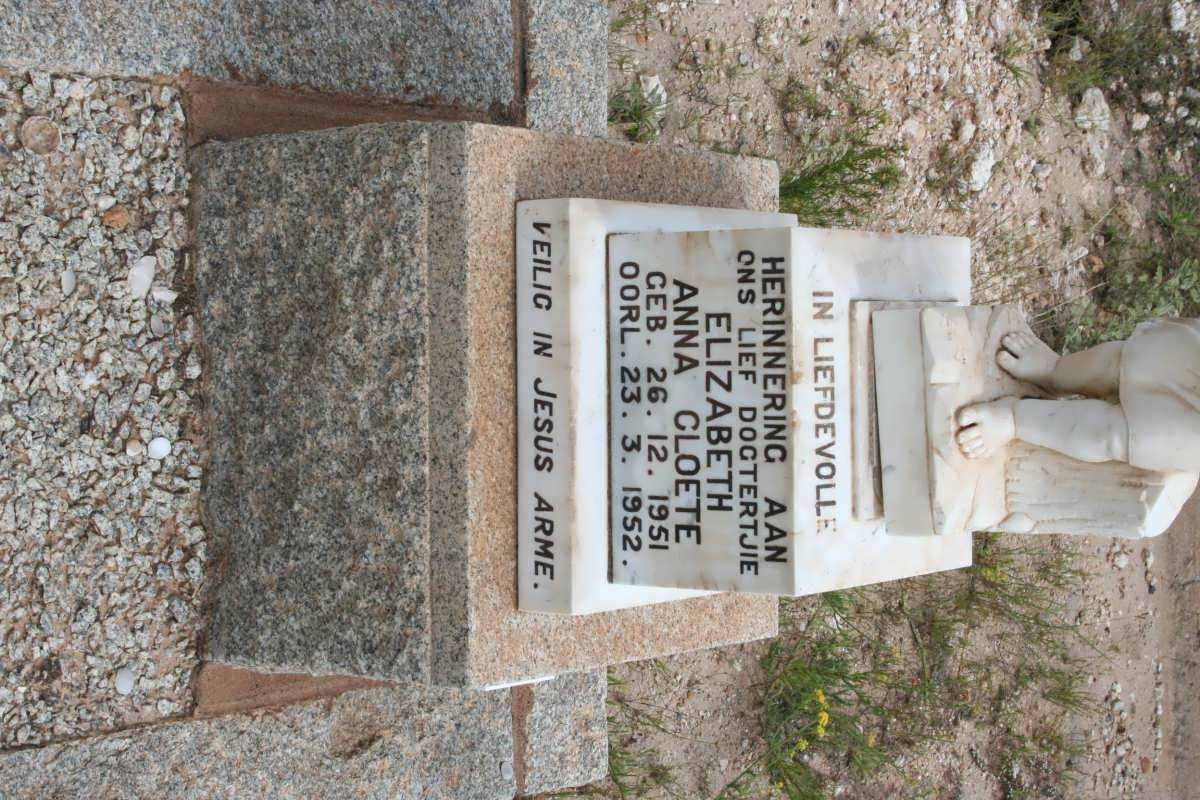 IN LIEFDEVOLLE
HERINNERING AAN
ONS LIEF DOGTERTJIE
ELIZABETH
ANNA CLOETE
GEB. 26. 12. 1951
OORL. 23. 3. 1952.
VEILIG IN JESUS ARME.